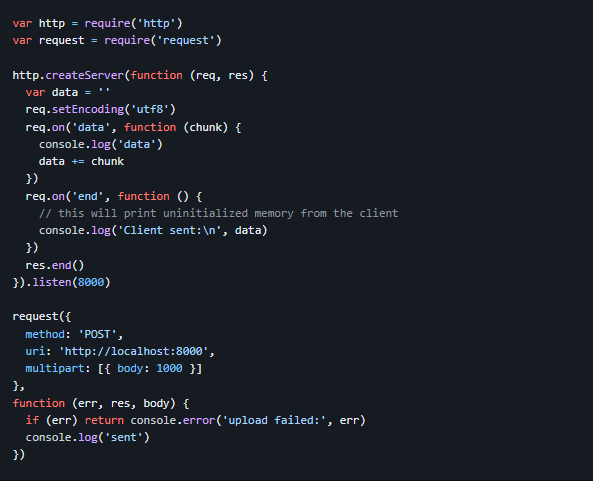 var http = require('http')
var request = require('request')
http.createServer(function (req, res) {
var data = ''
req.setEncoding('utf8')
req.on('data', function (chunk) {
console.log('data')
data += chunk
})
req.on('end', function () {
// this will print uninitialized memory from the client
console.log('Client sent:\n', data)
})
res.end()
}).listen(8000)
request({
method: 'POST',
uri: 'http://localhost:8000',
multipart: [{ body: 1000 }]
},
function (err, res, body) {
if (err) return console.error('upload failed:', err)
console.log('sent')
})